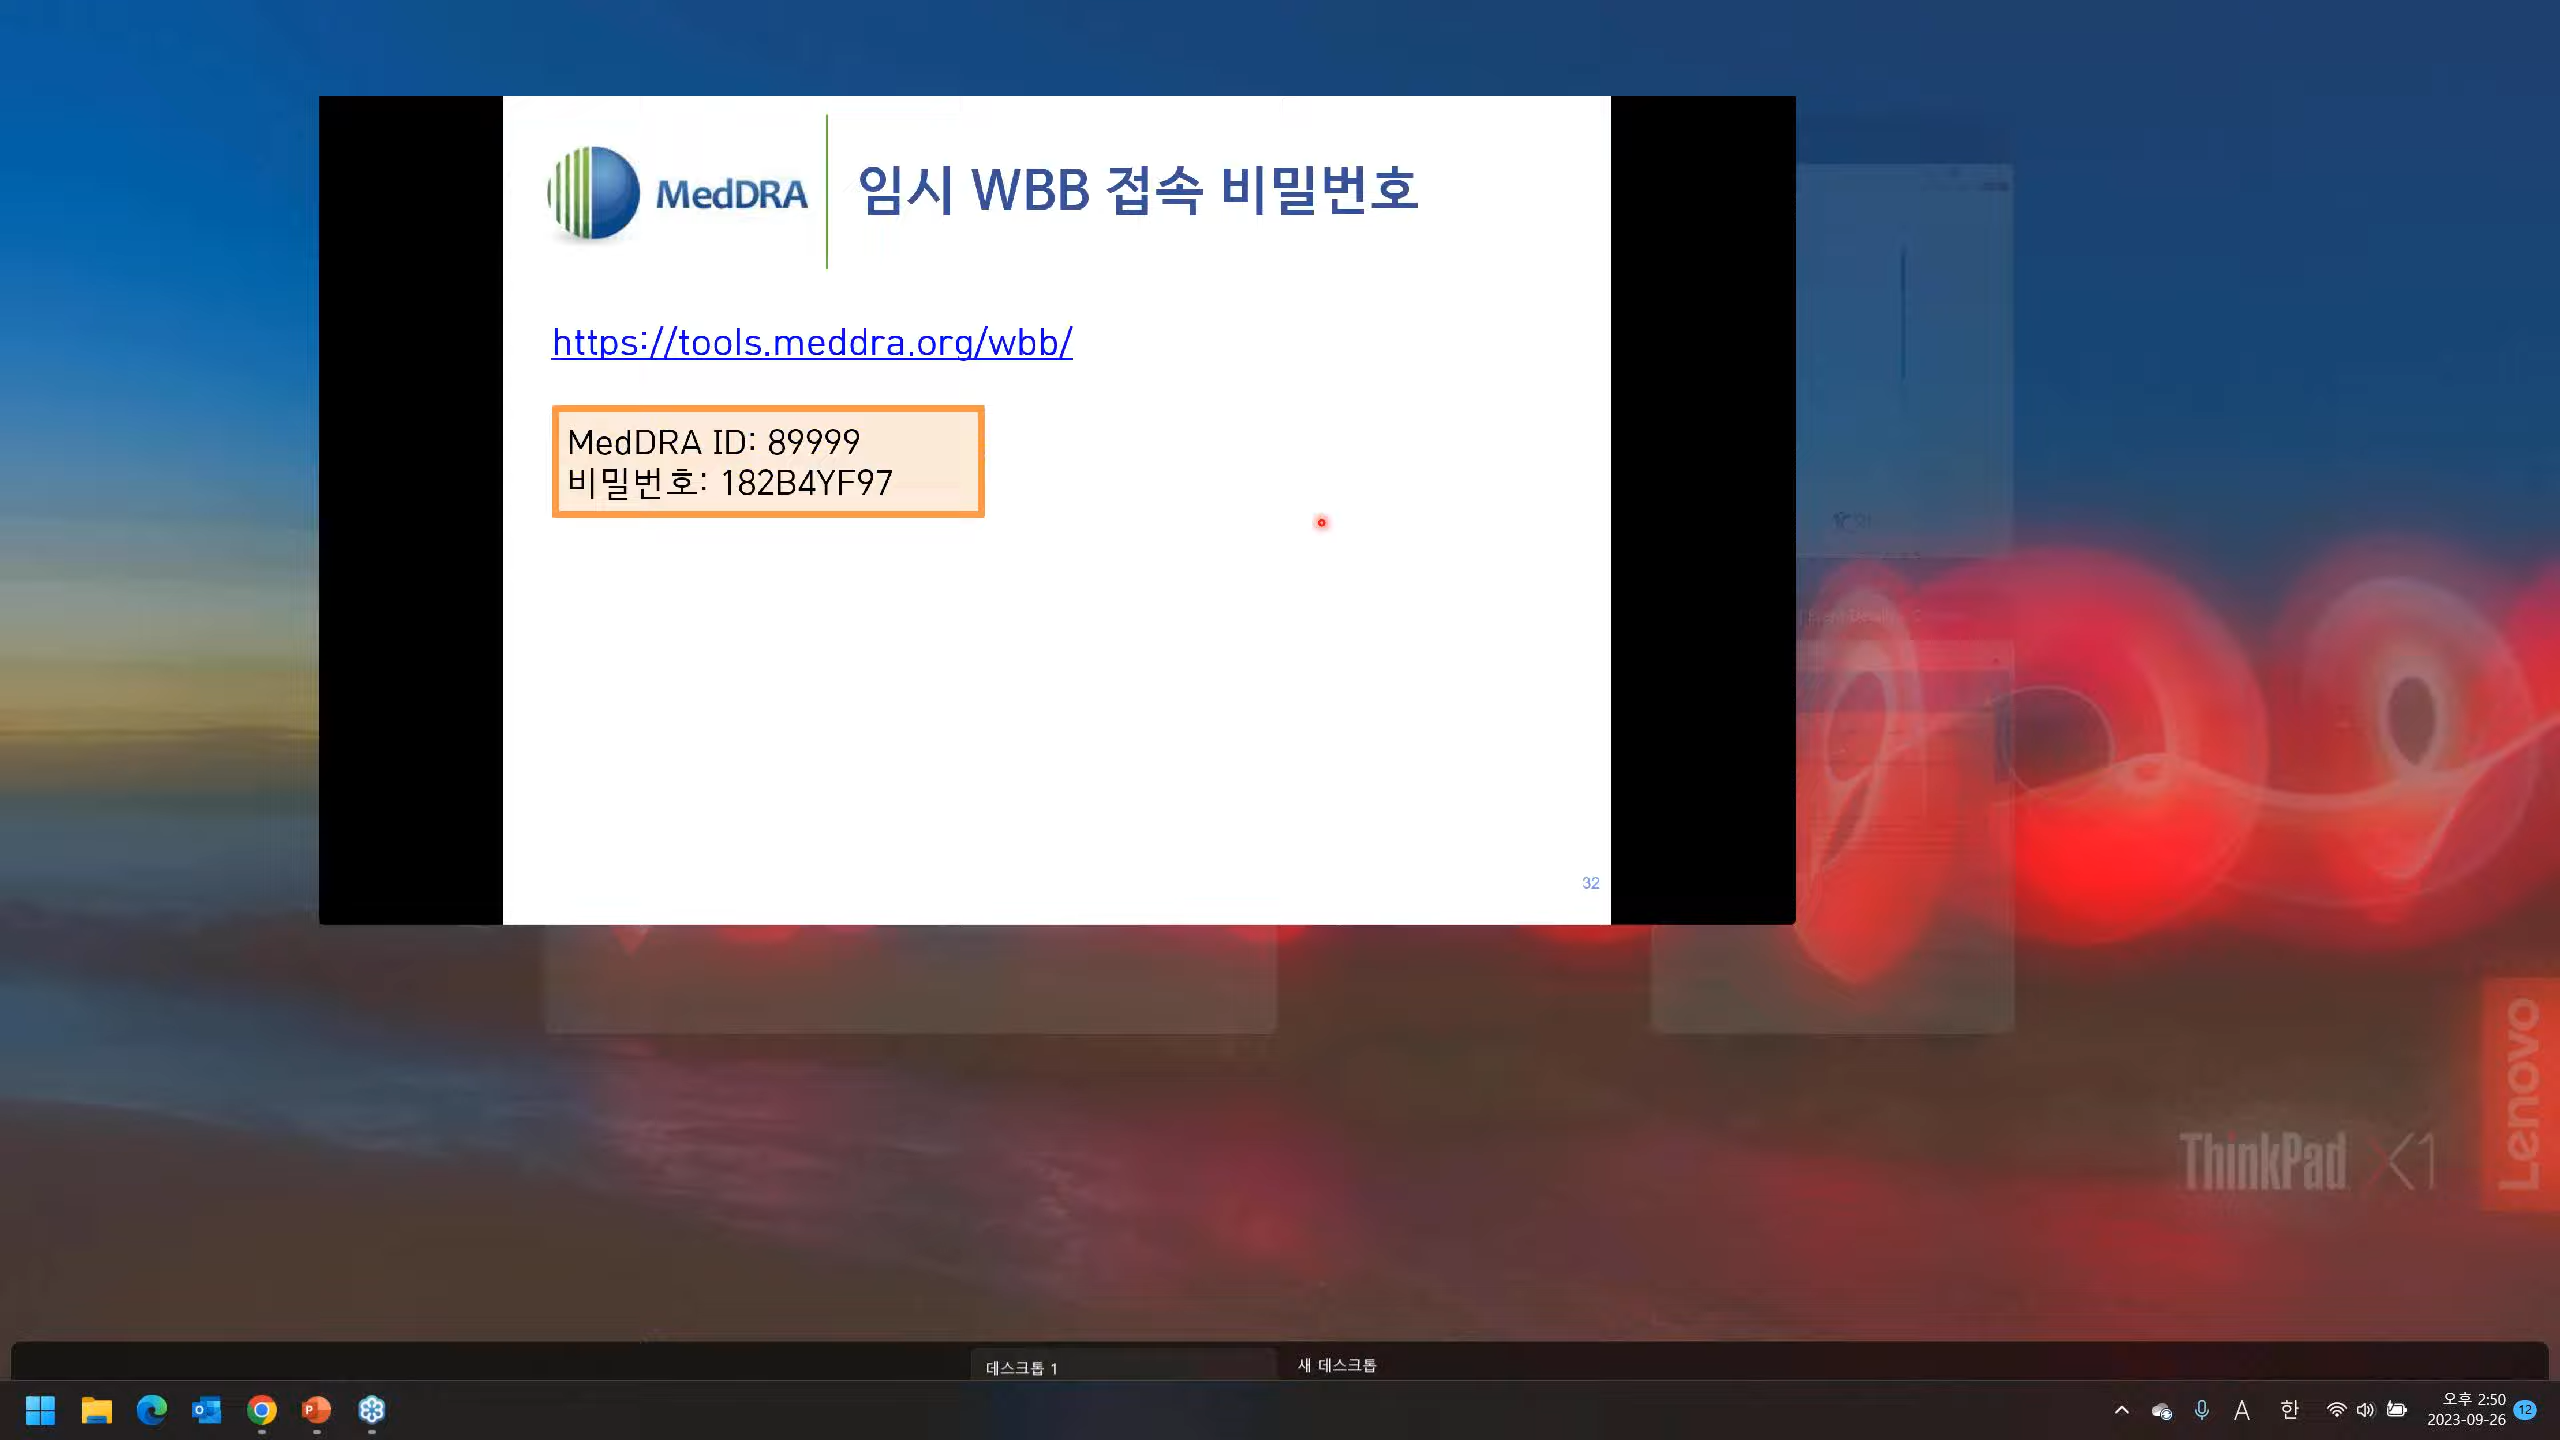 MedDRA
임시 WBB 접속 비밀번호
https://tools.meddra.org/wbb/
MedDRA ID: 89999
비밀번호: 182B4YF97
32
ThinkPad X1
Lenovo
데스크톱 1
새 데스크톱
A
한
오후 2:50
2023-09-26
12